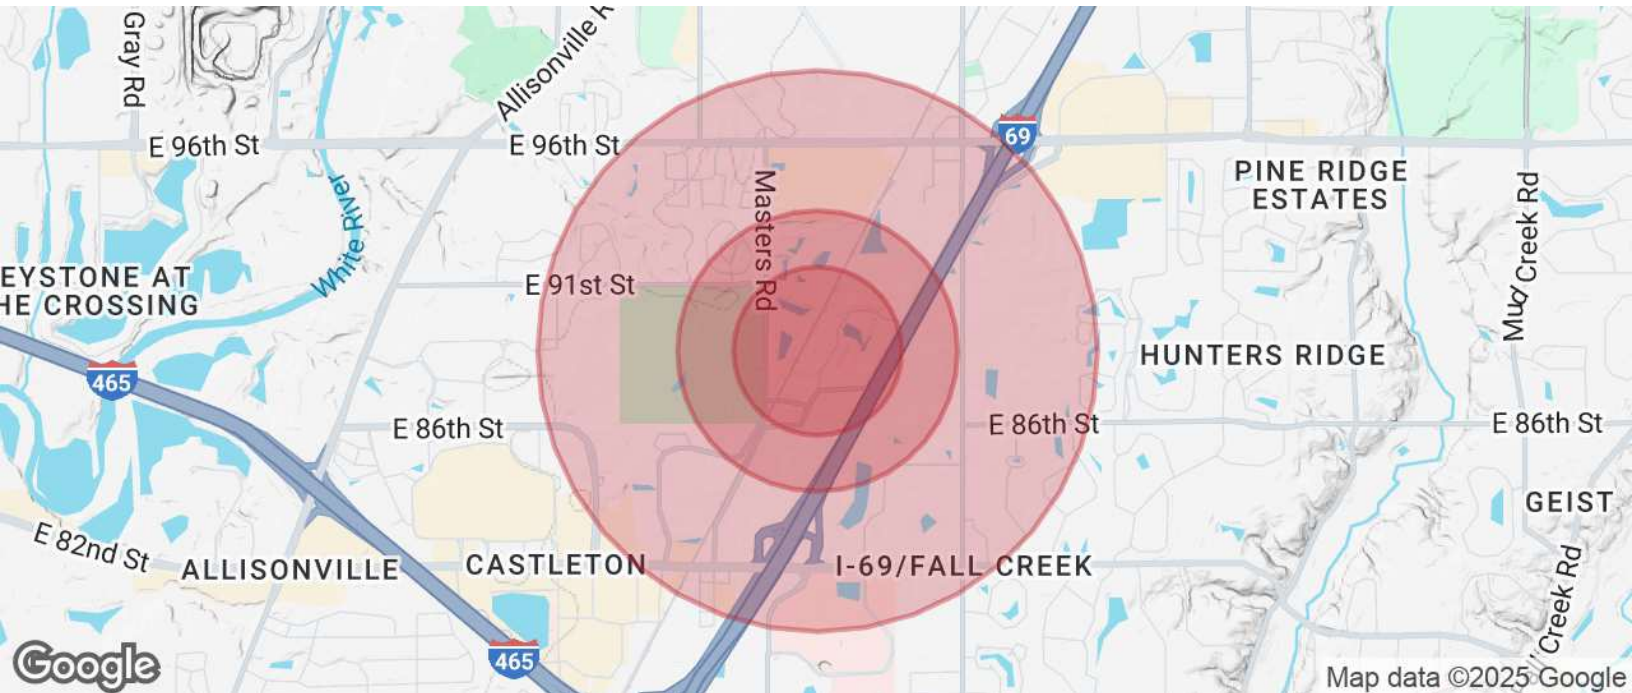 Gray Rd
Allisonville R
E 96th St
E 96th St
69
PINE RIDGE
ESTATES
Masters Rd
White River
Mud Creek Rd
EYSTONE AT
HE CROSSING
E 91st St
HUNTERS RIDGE
465
E 86th St
E 86th St
E 86th St
GEIST
E 82nd St
ALLISONVILLE
CASTLETON
I-69/FALL CREEK
Creek Rd
465
Google
Map data ©2025 Google